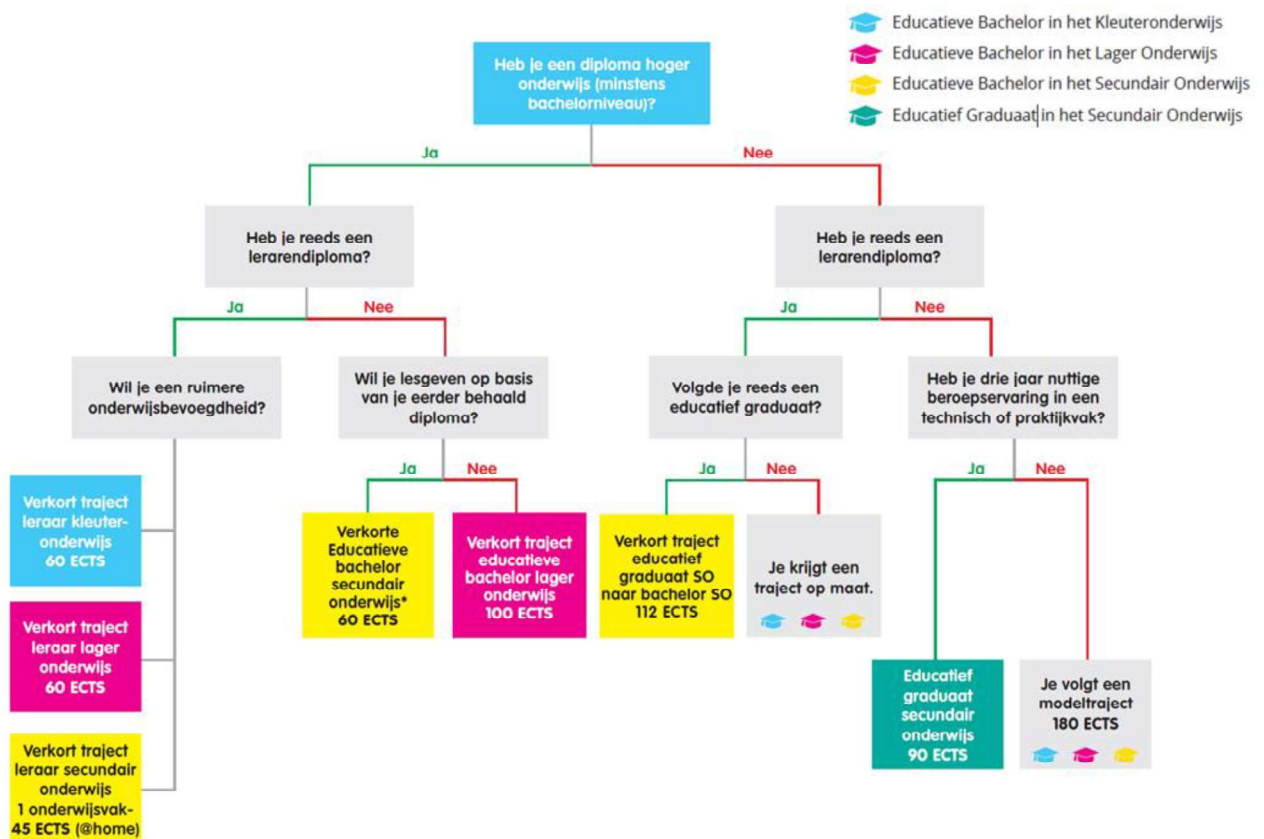 Educatieve Bachelor in het Kleuteronderwijs
Educatieve Bachelor in het Lager Onderwijs
Educatieve Bachelor in het Secundair Onderwijs
Educatief Graduaat in het Secundair Onderwijs
Heb je een diploma hoger
onderwijs (minstens
bachelorniveau)?
Ja
Nee
Heb je reeds een
lerarendiploma?
Heb je reeds een
lerarendiploma?
Ja
Nee
Ja
Nee
Wil je een ruimere
onderwijsbevoegdheid?
Wil je lesgeven op basis
van je eerder behaald
diploma?
Volgde je reeds een
educatief graduaat?
Heb je drie jaar nuttige
beroepservaring in een
technisch of praktijkvak?
Ja
Nee
Ja
Nee
Ja
Nee
Verkort traject
leraar kleuter-
onderwijs
60 ECTS
Verkorte
Educatieve
bachelor
secundair
onderwijs*
60 ECTS
Verkort traject
educatieve
bachelor lager
onderwijs
100 ECTS
Verkort traject
educatief
graduaat SO
naar bachelor SO
112 ECTS
Je krijgt een
traject op maat.
Verkort traject
leraar lager
onderwijs
60 ECTS
Educatief
graduaat
secundair
onderwijs
90 ECTS
Je volgt een
modeltraject
180 ECTS
Verkort traject
leraar secundair
onderwijs
1 onderwijsvak-
45 ECTS (@home)